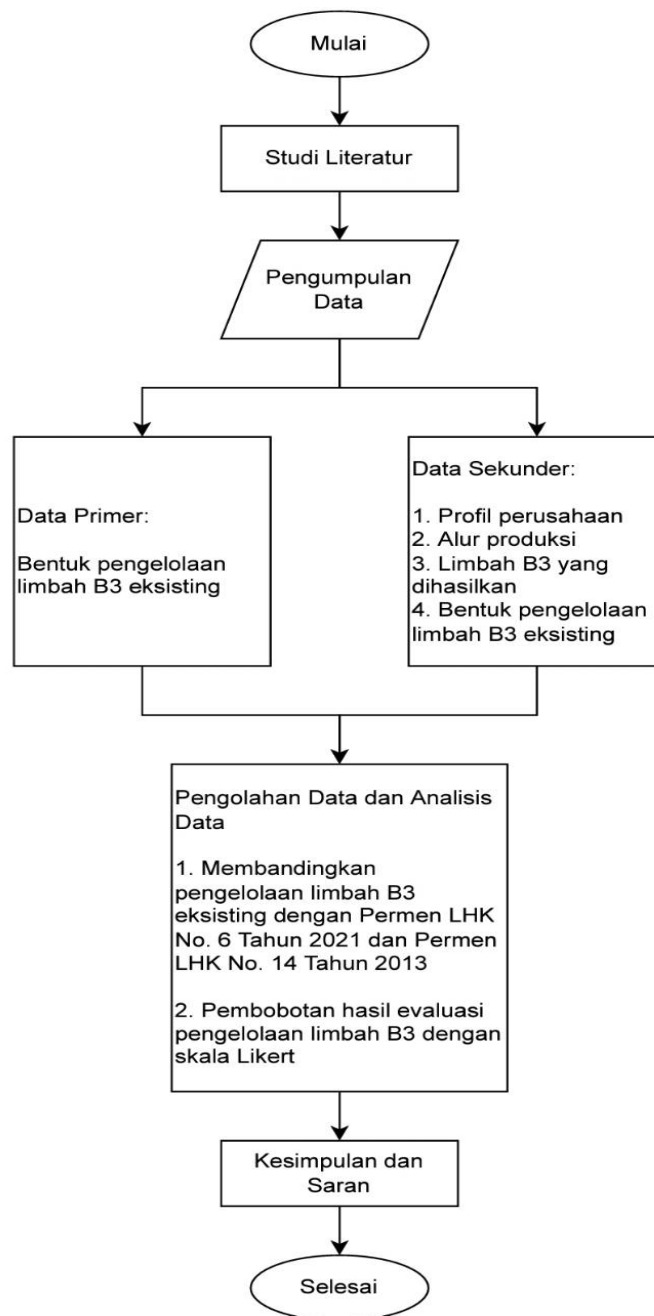 Mulai
Studi Literatur
Pengumpulan
Data
Data Primer:
Bentuk pengelolaan
limbah B3 eksisting
Data Sekunder:
1. Profil perusahaan
2. Alur produksi
3. Limbah B3 yang
dihasilkan
4. Bentuk pengelolaan
limbah B3 eksisting
Pengolahan Data dan Analisis
Data
1. Membandingkan
pengelolaan limbah B3
eksisting dengan Permen LHK
No. 6 Tahun 2021 dan Permen
LHK No. 14 Tahun 2013
2. Pembobotan hasil evaluasi
pengelolaan limbah B3 dengan
skala Likert
Kesimpulan dan
Saran
Selesai